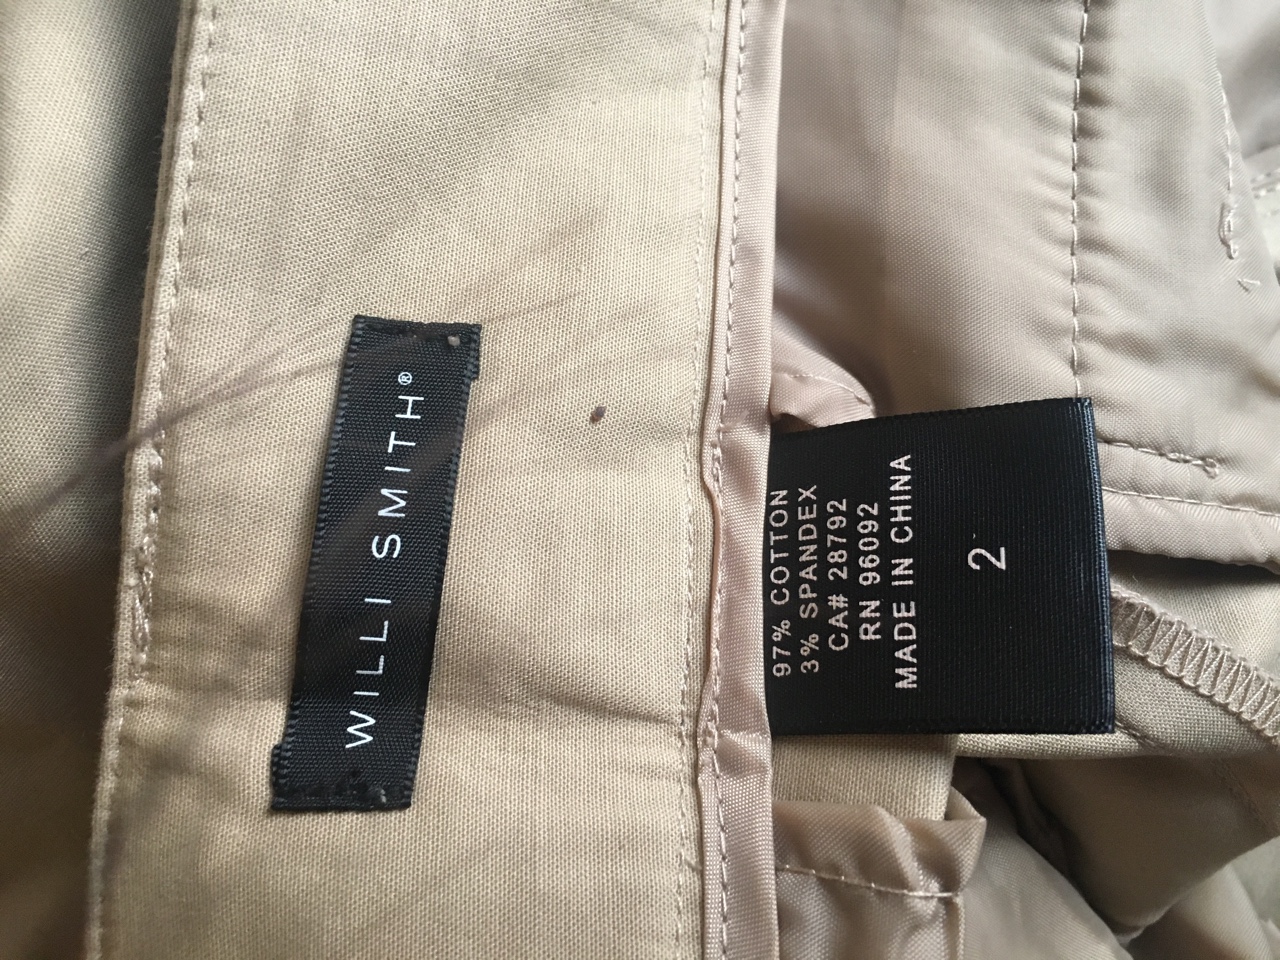 WILLI SMITH®
97% COTTON
3% SPANDEX
CA# 28792
RN 96092
MADE IN CHINA
2